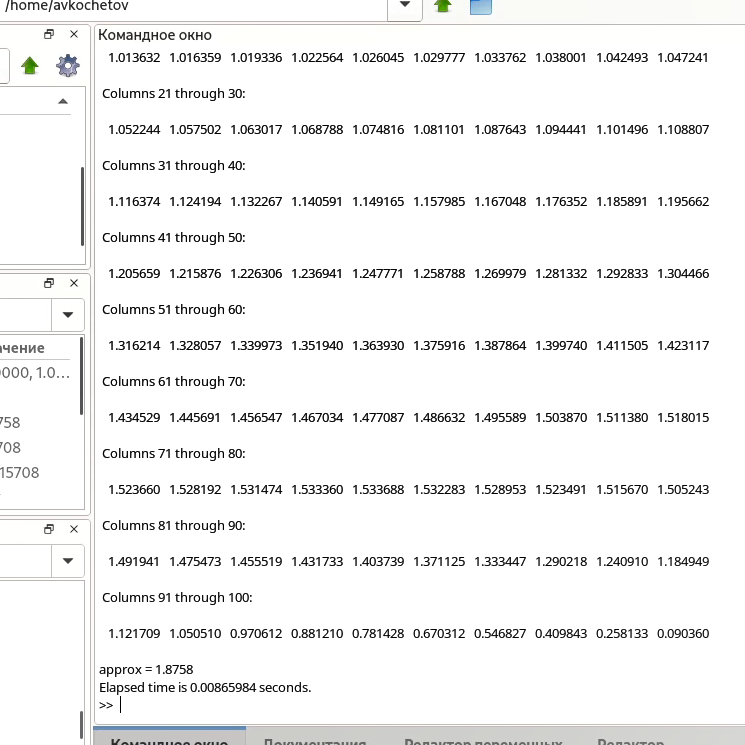 /home/avkochetov
Командное окно
1.013632 1.016359 1.019336 1.022564 1.026045 1.029777 1.033762 1.038001 1.042493 1.047241
Columns 21 through 30:
1.052244 1.057502 1.063017 1.068788 1.074816 1.081101 1.087643 1.094441 1.101496 1.108807
Columns 31 through 40:
1.116374 1.124194 1.132267 1.140591 1.149165 1.157985 1.167048 1.176352 1.185891 1.195662
Columns 41 through 50:
1.205659 1.215876 1.226306 1.236941 1.247771 1.258788 1.269979 1.281332 1.292833 1.304466
Columns 51 through 60:
1.316214 1.328057 1.339973 1.351940 1.363930 1.375916 1.387864 1.399740 1.411505 1.423117
Columns 61 through 70:
1.434529 1.445691 1.456547 1.467034 1.477087 1.486632 1.495589 1.503870 1.511380 1.518015
Columns 71 through 80:
1.523660 1.528192 1.531474 1.533360 1.533688 1.532283 1.528953 1.523491 1.515670 1.505243
Columns 81 through 90:
1.491941 1.475473 1.455519 1.431733 1.403739 1.371125 1.333447 1.290218 1.240910 1.184949
Columns 91 through 100:
1.121709 1.050510 0.970612 0.881210 0.781428 0.670312 0.546827 0.409843 0.258133 0.090360
approx = 1.8758
Elapsed time is 0.00865984 seconds.
>>
ачение
0000, 1.0...
758
708
15708
Командное окно Документация Редактор переменных Редактор